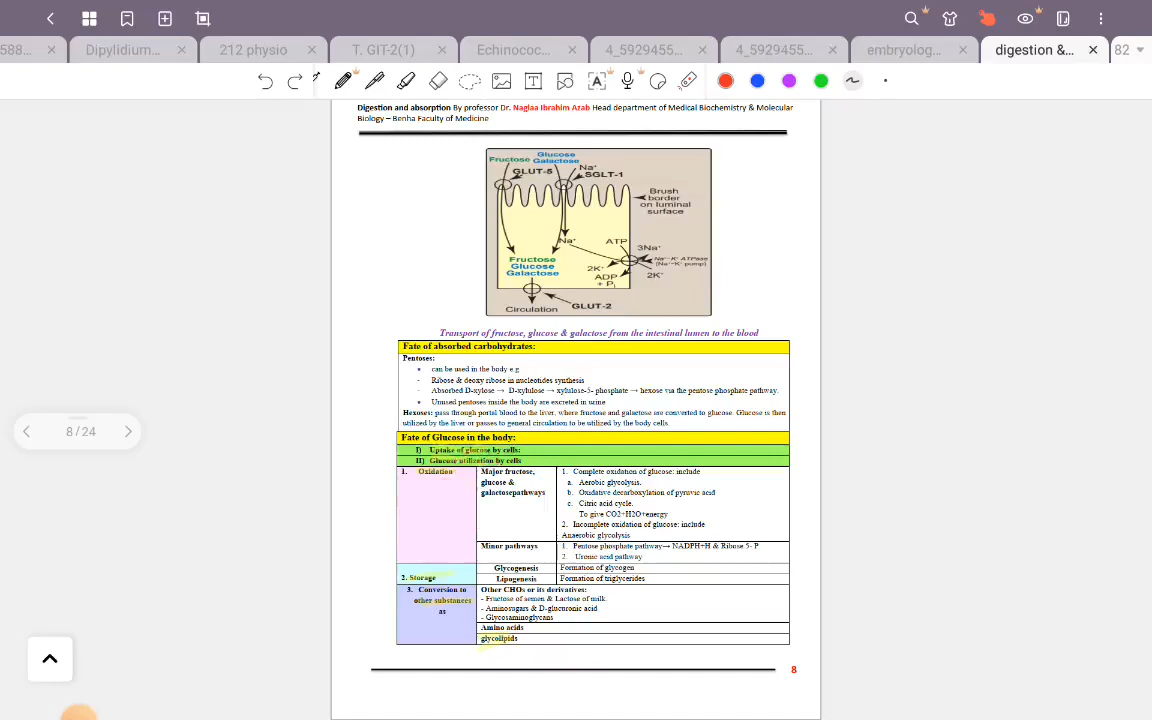 588...
Dipylidium...
212 physio
T. GIT-2(1)
Echinococ...
4_5929455...
4_5929455...
embryolog...
digestion &...
82
Digestion and absorption By professor Dr. Naglaa Ibrahim Azab Head department of Medical Biochemistry & Molecular
Biology – Benha Faculty of Medicine
Fructose
Glucose
Galactose
GLUT-5
Na+
SGLT-1
Brush
border
on luminal
surface
Na+
ATP
3Na+
Na+-K+ ATPase
(Na+-K+ pump)
2K+
2K+
ADP
+ Pi
Fructose
Glucose
Galactose
Circulation
GLUT-2
Transport of fructose, glucose & galactose from the intestinal lumen to the blood
Fate of absorbed carbohydrates:
Pentoses:
• can be used in the body e.g
- Ribose & deoxy ribose in nucleotides synthesis
- Absorbed D-xylose → D-xylulose → xylulose-5- phosphate → hexose via the pentose phosphate pathway.
• Unused pentoses inside the body are excreted in urine
Hexoses: pass through portal blood to the liver, where fructose and galactose are converted to glucose. Glucose is then
utilized by the liver or passes to general circulation to be utilized by the body cells.
Fate of Glucose in the body:
I) Uptake of glucose by cells:
II) Glucose utilization by cells
1. Oxidation
Major fructose,
glucose &
galactosepathways
1. Complete oxidation of glucose: include
a. Aerobic glycolysis.
b. Oxidative decarboxylation of pyruvic acid
c. Citric acid cycle.
To give CO2+H2O+energy
2. Incomplete oxidation of glucose: include
Anaerobic glycolysis
Minor pathways
1. Pentose phosphate pathway→ NADPH+H & Ribose 5- P
2. Uronic acid pathway
2. Storage
Glycogenesis
Formation of glycogen
Lipogenesis
Formation of triglycerides
3. Conversion to
other substances
as
Other CHOs or its derivatives:
- Fructose of semen & Lactose of milk.
- Aminosugars & D-glucuronic acid
- Glycosaminoglycans
Amino acids
glycolipids
8
8 / 24